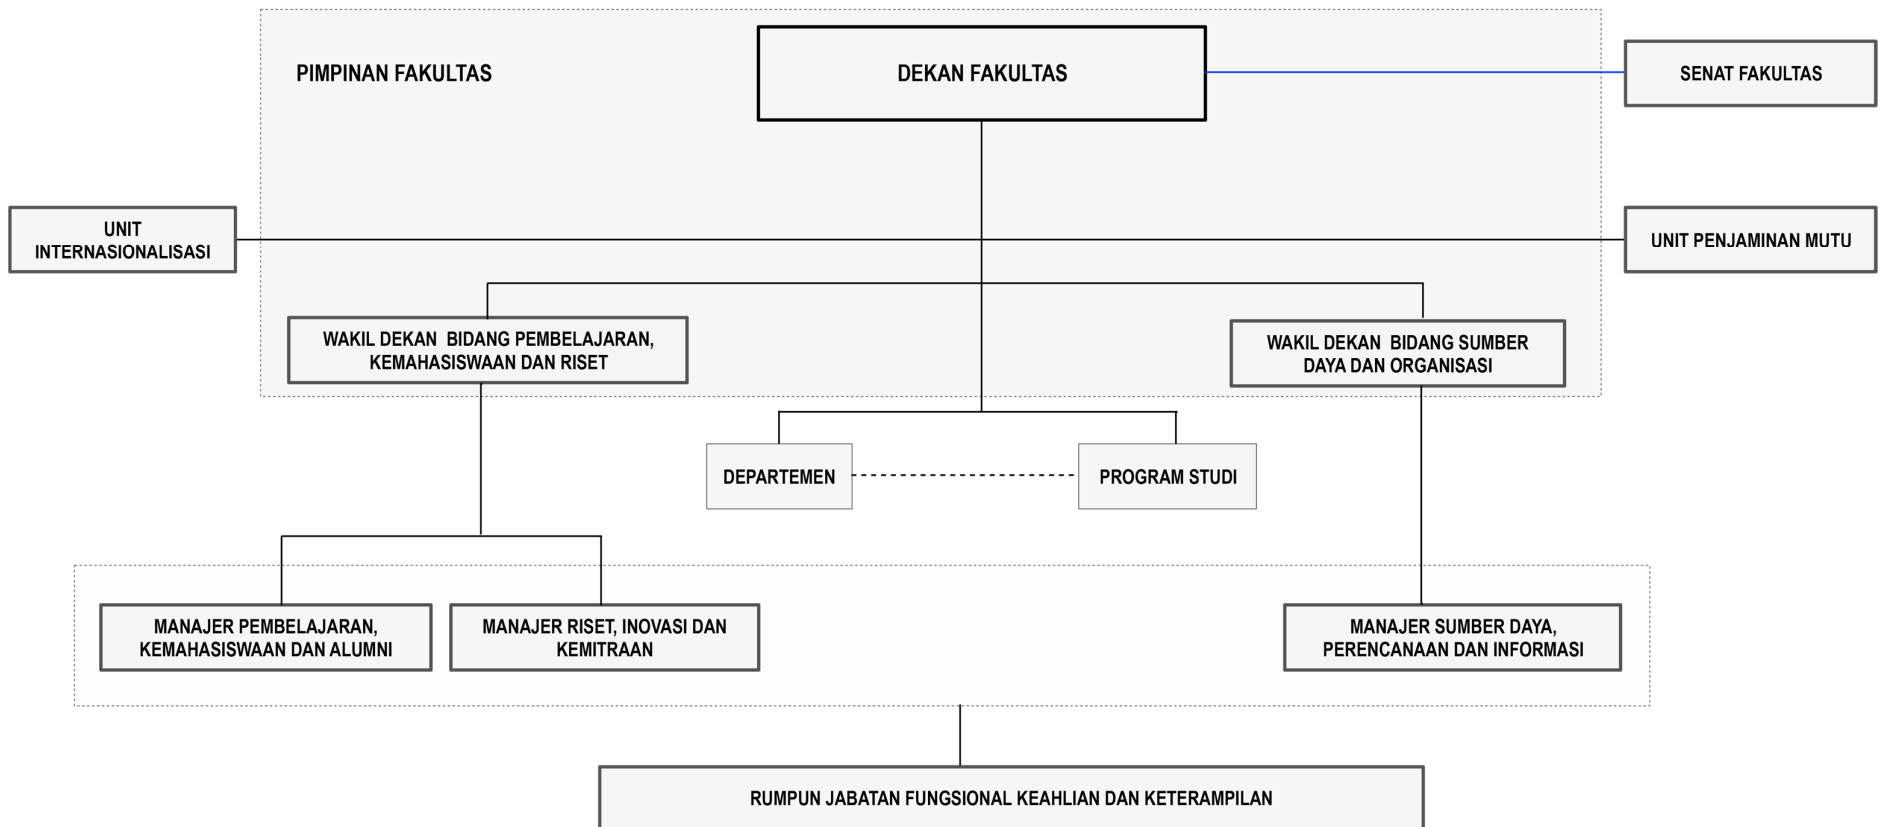 PIMPINAN FAKULTAS
DEKAN FAKULTAS
SENAT FAKULTAS
UNIT
INTERNASIONALISASI
UNIT PENJAMINAN MUTU
WAKIL DEKAN BIDANG PEMBELAJARAN,
KEMAHASISWAAN DAN RISET
WAKIL DEKAN BIDANG SUMBER
DAYA DAN ORGANISASI
DEPARTEMEN
PROGRAM STUDI
MANAJER PEMBELAJARAN,
KEMAHASISWAAN DAN ALUMNI
MANAJER RISET, INOVASI DAN
KEMITRAAN
MANAJER SUMBER DAYA,
PERENCANAAN DAN INFORMASI
RUMPUN JABATAN FUNGSIONAL KEAHLIAN DAN KETERAMPILAN